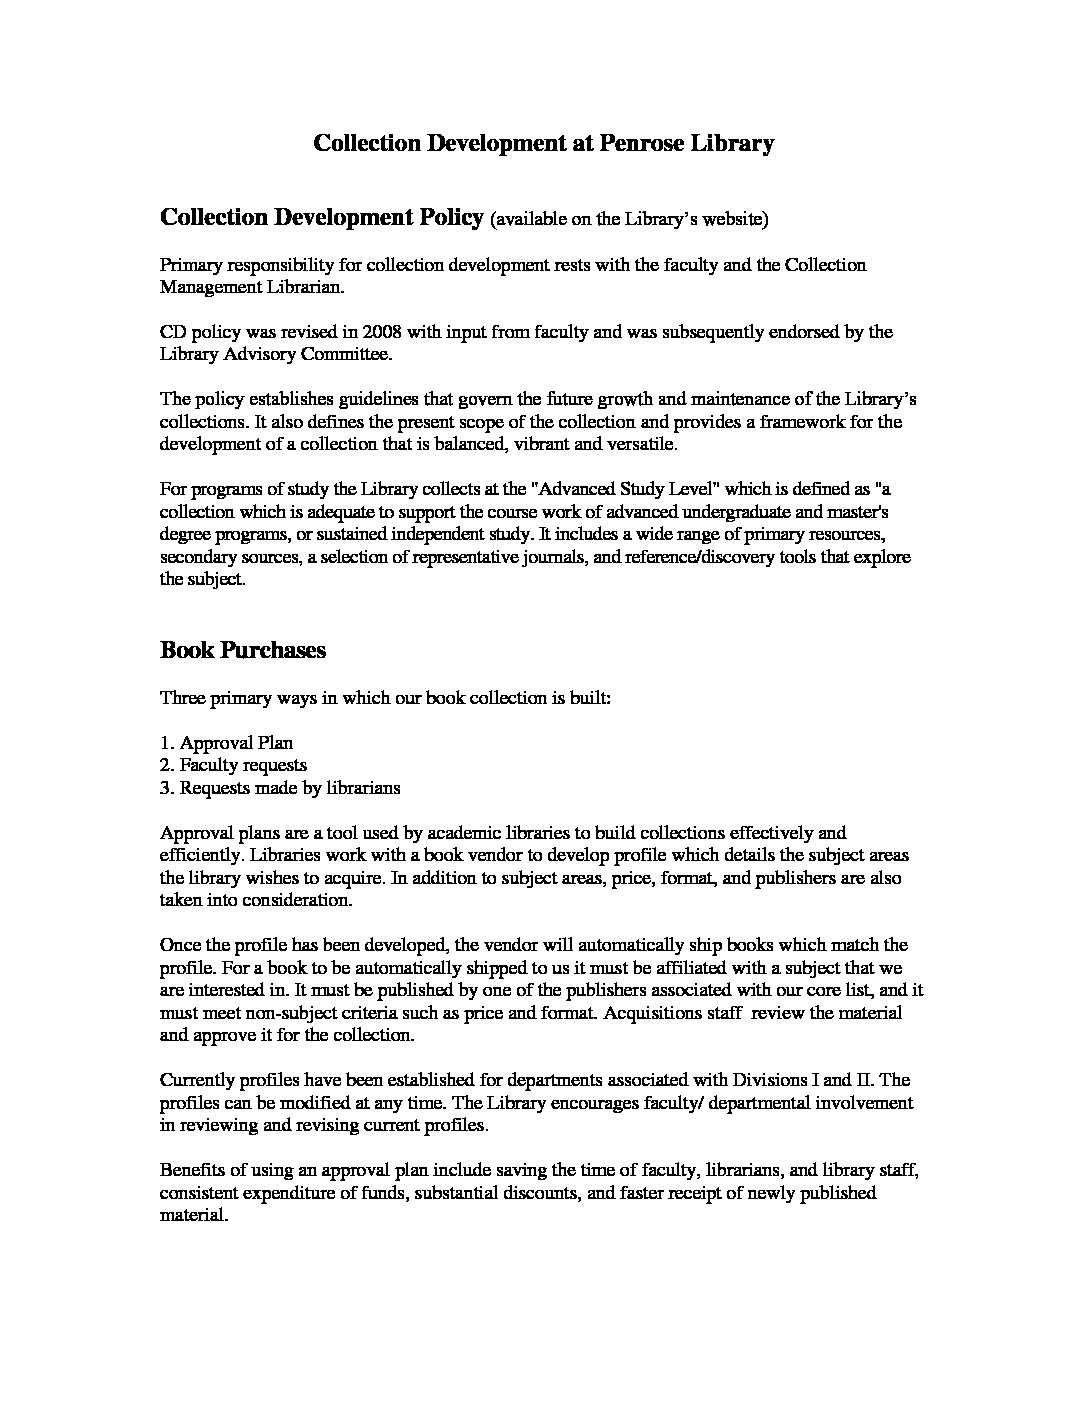 Collection Development at Penrose Library
Collection Development Policy (available on the Library’s website)
Primary responsibility for collection development rests with the faculty and the Collection
Management Librarian.
CD policy was revised in 2008 with input from faculty and was subsequently endorsed by the
Library Advisory Committee.
The policy establishes guidelines that govern the future growth and maintenance of the Library’s
collections. It also defines the present scope of the collection and provides a framework for the
development of a collection that is balanced, vibrant and versatile.
For programs of study the Library collects at the "Advanced Study Level" which is defined as "a
collection which is adequate to support the course work of advanced undergraduate and master's
degree programs, or sustained independent study. It includes a wide range of primary resources,
secondary sources, a selection of representative journals, and reference/discovery tools that explore
the subject.
Book Purchases
Three primary ways in which our book collection is built:
1. Approval Plan
2. Faculty requests
3. Requests made by librarians
Approval plans are a tool used by academic libraries to build collections effectively and
efficiently. Libraries work with a book vendor to develop profile which details the subject areas
the library wishes to acquire. In addition to subject areas, price, format, and publishers are also
taken into consideration.
Once the profile has been developed, the vendor will automatically ship books which match the
profile. For a book to be automatically shipped to us it must be affiliated with a subject that we
are interested in. It must be published by one of the publishers associated with our core list, and it
must meet non-subject criteria such as price and format. Acquisitions staff  review the material
and approve it for the collection.
Currently profiles have been established for departments associated with Divisions I and II. The
profiles can be modified at any time. The Library encourages faculty/ departmental involvement
in reviewing and revising current profiles.
Benefits of using an approval plan include saving the time of faculty, librarians, and library staff,
consistent expenditure of funds, substantial discounts, and faster receipt of newly published
material.